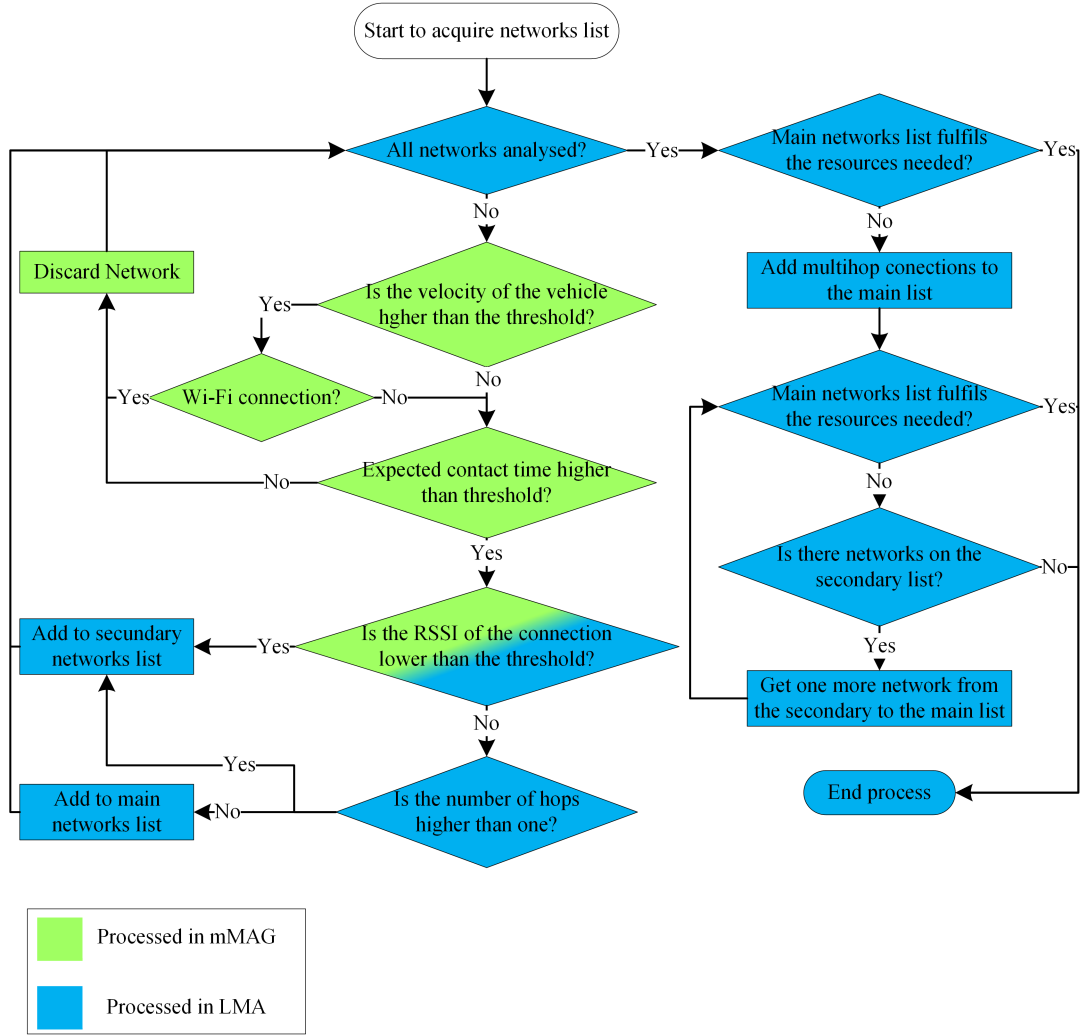 Start to acquire networks list
All networks analysed?
Yes
Main networks list fulfils
the resources needed?
Yes
No
No
Discard Network
Add multihop conections to
the main list
Is the velocity of the vehicle
hgher than the threshold?
Yes
No
Wi-Fi connection?
Yes
No
Main networks list fulfils
the resources needed?
Yes
No
Expected contact time higher
than threshold?
No
Yes
Is there networks on the
secondary list?
No
Yes
Add to secundary
networks list
Yes
Is the RSSI of the connection
lower than the threshold?
No
Get one more network from
the secondary to the main list
Yes
Add to main
networks list
No
Is the number of hops
higher than one?
End process
Processed in mMAG
Processed in LMA